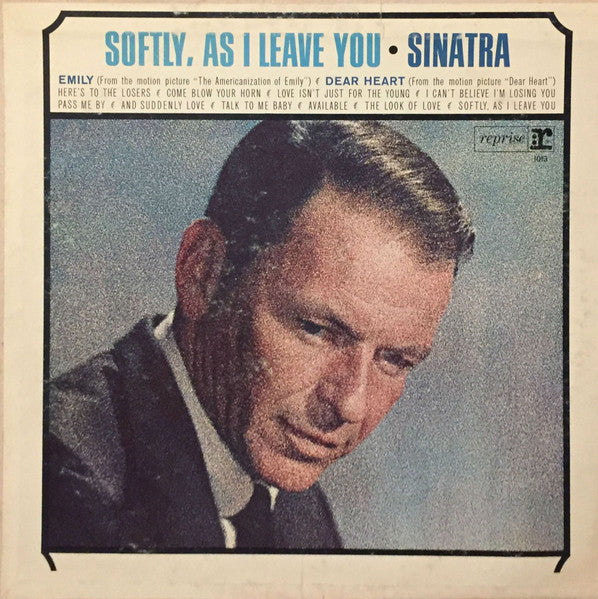 SOFTLY, AS I LEAVE YOU • SINATRA
EMILY (From the motion picture "The Americanization of Emily") ⚡ DEAR HEART (From the motion picture "Dear Heart")
HERE'S TO THE LOSERS ⚡ COME BLOW YOUR HORN ⚡ LOVE ISN'T JUST FOR THE YOUNG ⚡ I CAN'T BELIEVE I'M LOSING YOU
PASS ME BY ⚡ AND SUDDENLY LOVE ⚡ TALK TO ME BABY ⚡ AVAILABLE ⚡ THE LOOK OF LOVE ⚡ SOFTLY, AS I LEAVE YOU
reprise r:
1013